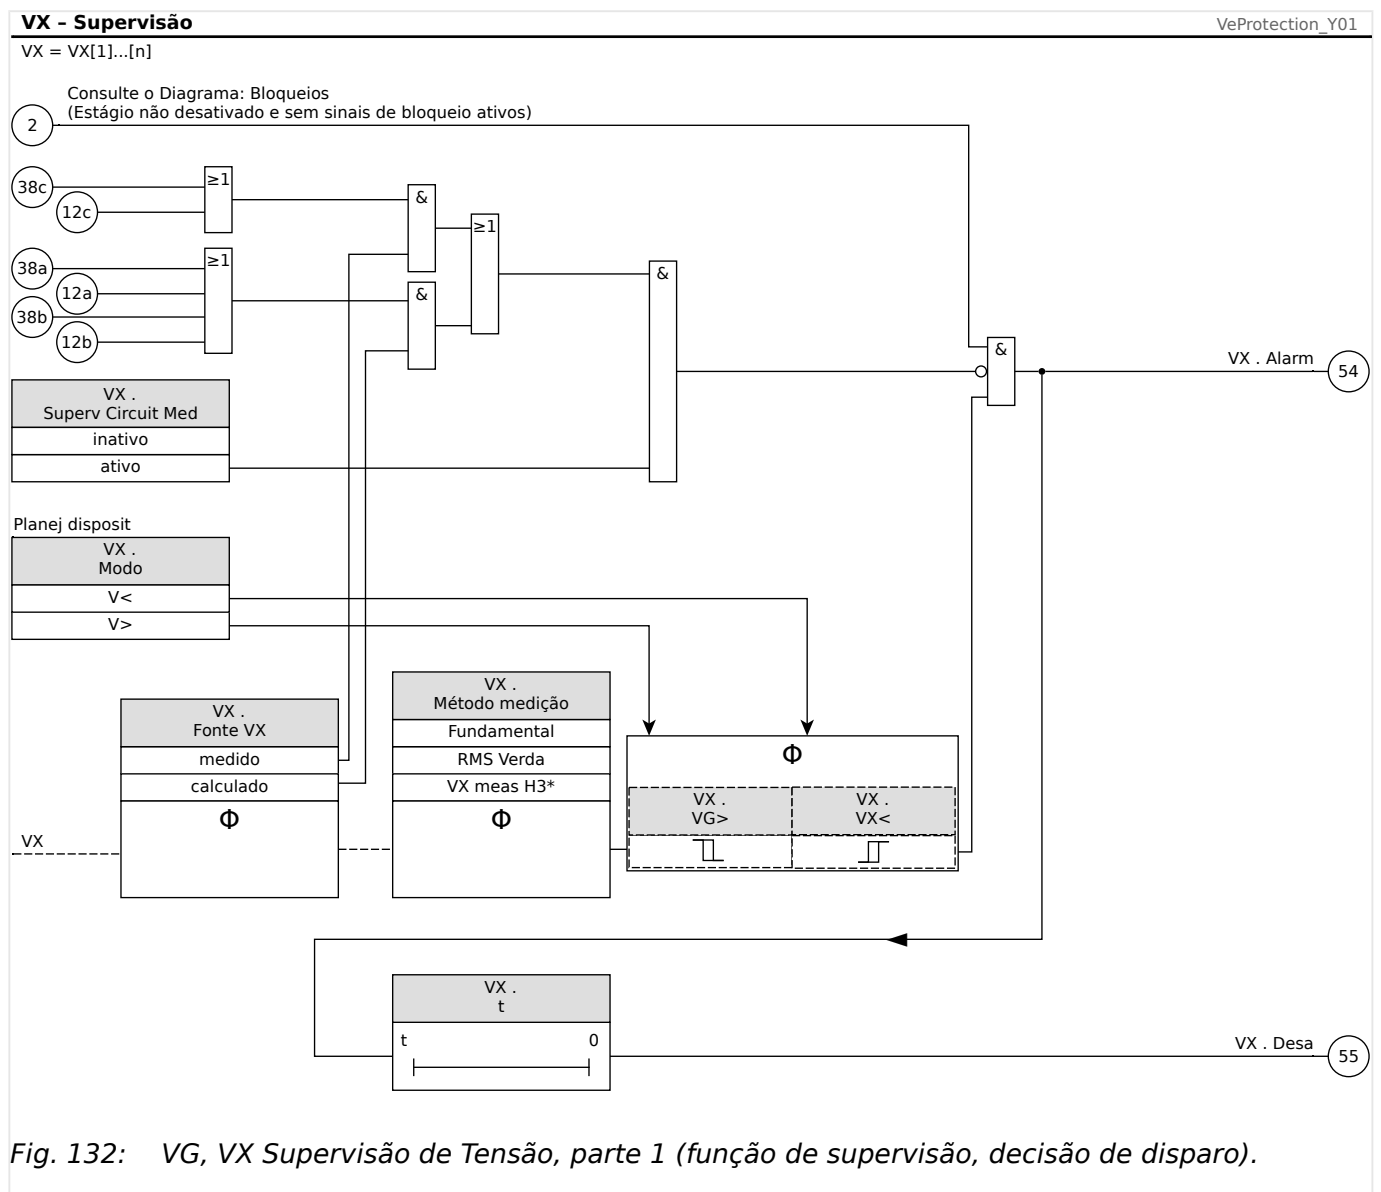 VX – Supervisão
VeProtection_Y01
VX = VX[1]...[n]
Consulte o Diagrama: Bloqueios
(Estágio não desativado e sem sinais de bloqueio ativos)
2
38c
≥1
12c
&
≥1
38a
≥1
12a
&
&
38b
12b
&
VX . Alarm
54
VX .
Superv Circuit Med
inativo
ativo
Planej disposit
VX .
Modo
V<
V>
VX .
Fonte VX
medido
calculado
Φ
VX
VX .
Método medição
Fundamental
RMS Verda
VX meas H3*
Φ
Φ
VX .
VG>
VX .
VX<
VX .
t
t
0
VX . Desa
55
Fig. 132: VG, VX Supervisão de Tensão, parte 1 (função de supervisão, decisão de disparo).